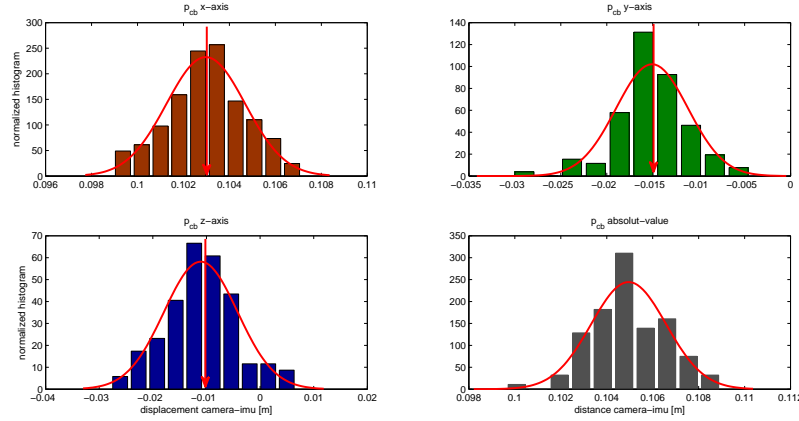 p_cb x−axis
normalized histogram
300
250
200
150
100
50
0
0.096 0.098 0.1 0.102 0.104 0.106 0.108 0.11
p_cb y−axis
140
120
100
80
60
40
20
0
−0.035 −0.03 −0.025 −0.02 −0.015 −0.01 −0.005 0
p_cb z−axis
normalized histogram
70
60
50
40
30
20
10
0
−0.04 −0.03 −0.02 −0.01 0 0.01 0.02
displacement camera−imu [m]
p_cb absolut−value
350
300
250
200
150
100
50
0
0.098 0.1 0.102 0.104 0.106 0.108 0.11 0.112
distance camera−imu [m]